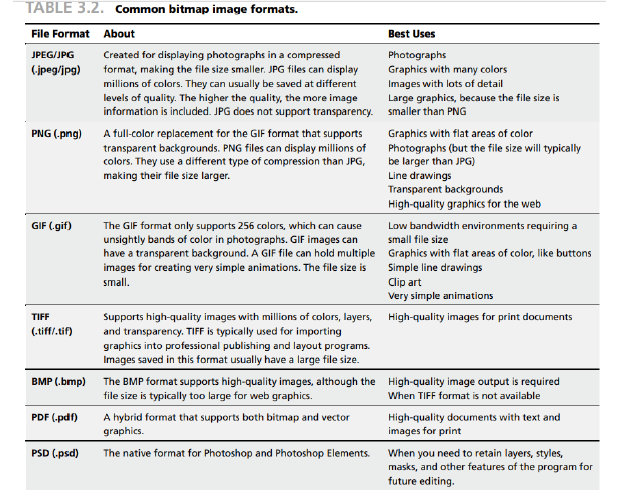 TABLE 3.2. Common bitmap image formats.
File Format About Best Uses
JPEG/JPG
(.jpeg/jpg)
Created for displaying photographs in a compressed
format, making the file size smaller. JPG files can display
millions of colors. They can usually be saved at different
levels of quality. The higher the quality, the more image
information is included. JPG does not support transparency.
Photographs
Graphics with many colors
Images with lots of detail
Large graphics, because the file size is
smaller than PNG
PNG (.png)
A full-color replacement for the GIF format that supports
transparent backgrounds. PNG files can display millions of
colors. They use a different type of compression than JPG,
making their file size larger.
Graphics with flat areas of color
Photographs (but the file size will typically
be larger than JPG)
Line drawings
Transparent backgrounds
High-quality graphics for the web
GIF (.gif)
The GIF format only supports 256 colors, which can cause
unsightly bands of color in photographs. GIF images can
have a transparent background. A GIF file can hold multiple
images for creating very simple animations. The file size is
small.
Low bandwidth environments requiring a
small file size
Graphics with flat areas of color, like buttons
Simple line drawings
Clip art
Very simple animations
TIFF
(.tiff/.tif)
Supports high-quality images with millions of colors, layers,
and transparency. TIFF is typically used for importing
graphics into professional publishing and layout programs.
Images saved in this format usually have a large file size.
High-quality images for print documents
BMP (.bmp)
The BMP format supports high-quality images, although the
file size is typically too large for web graphics.
High-quality image output is required
When TIFF format is not available
PDF (.pdf)
A hybrid format that supports both bitmap and vector
graphics.
High-quality documents with text and
images for print
PSD (.psd)
The native format for Photoshop and Photoshop Elements.
When you need to retain layers, styles,
masks, and other features of the program for
future editing.